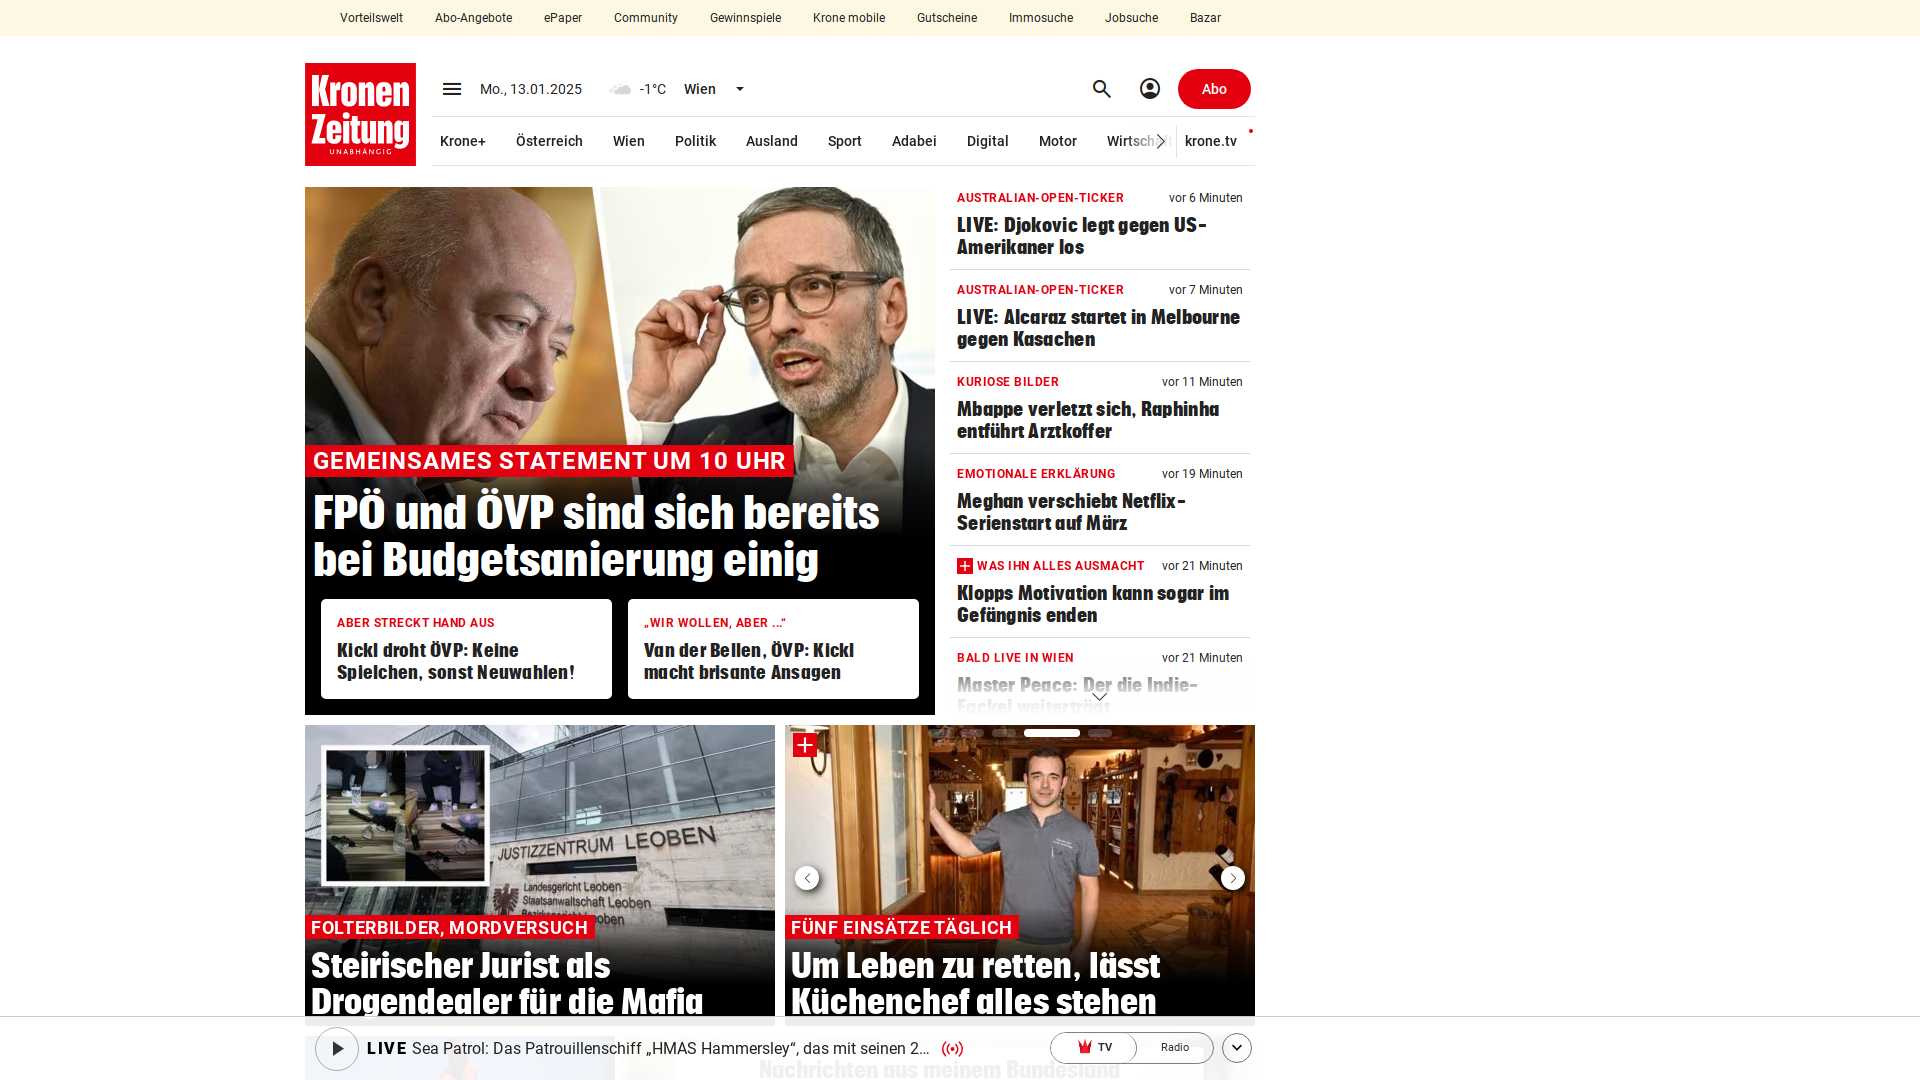 Vorteilswelt Abo-Angebote ePaper Community Gewinnspiele Krone mobile Gutscheine Immosuche Jobsuche Bazar
Kronen
Zeitung
UNABHÄNGIG
Mo., 13.01.2025 -1°C Wien
Abo
Krone+ Österreich Wien Politik Ausland Sport Adabei Digital Motor Wirtschaft krone.tv
GEMEINSAMES STATEMENT UM 10 UHR
FPÖ und ÖVP sind sich bereits
bei Budgetsanierung einig
ABER STRECKT HAND AUS
Kickl droht ÖVP: Keine
Spielchen, sonst Neuwahlen!
„WIR WOLLEN, ABER ...“
Van der Bellen, ÖVP: Kickl
macht brisante Ansagen
AUSTRALIAN-OPEN-TICKER vor 6 Minuten
LIVE: Djokovic legt gegen US-
Amerikaner los
AUSTRALIAN-OPEN-TICKER vor 7 Minuten
LIVE: Alcaraz startet in Melbourne
gegen Kasachen
KURIOSE BILDER vor 11 Minuten
Mbappe verletzt sich, Raphinha
entführt Arztkoffer
EMOTIONALE ERKLÄRUNG vor 19 Minuten
Meghan verschiebt Netflix-
Serienstart auf März
WAS IHN ALLES AUSMACHT vor 21 Minuten
Klopps Motivation kann sogar im
Gefängnis enden
BALD LIVE IN WIEN vor 21 Minuten
Master Peace: Der die Indie-
Fackel weiterträgt
JUSTIZZENTRUM LEOBEN
Landesgericht Leoben
Staatsanwaltschaft Leoben
Bezirksgericht Leoben
FOLTERBILDER, MORDVERSUCH
Steirischer Jurist als
Drogendealer für die Mafia
FÜNF EINSÄTZE TÄGLICH
Um Leben zu retten, lässt
Küchenchef alles stehen
LIVE Sea Patrol: Das Patrouillenschiff „HMAS Hammersley“, das mit seinen 2...
TV Radio
Nachrichten aus meinem Bundesland